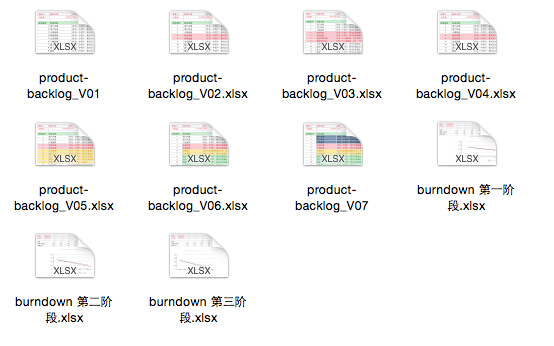 XLSX XLSX XLSX XLSX
product- product- product- product-
backlog_V01 backlog_V02.xlsx backlog_V03.xlsx backlog_V04.xlsx
XLSX XLSX XLSX XLSX
product- product- product- burndown 第一阶
backlog_V05.xlsx backlog_V06.xlsx backlog_V07 段.xlsx
XLSX XLSX
burndown 第二阶 burndown 第三阶
段.xlsx 段.xlsx